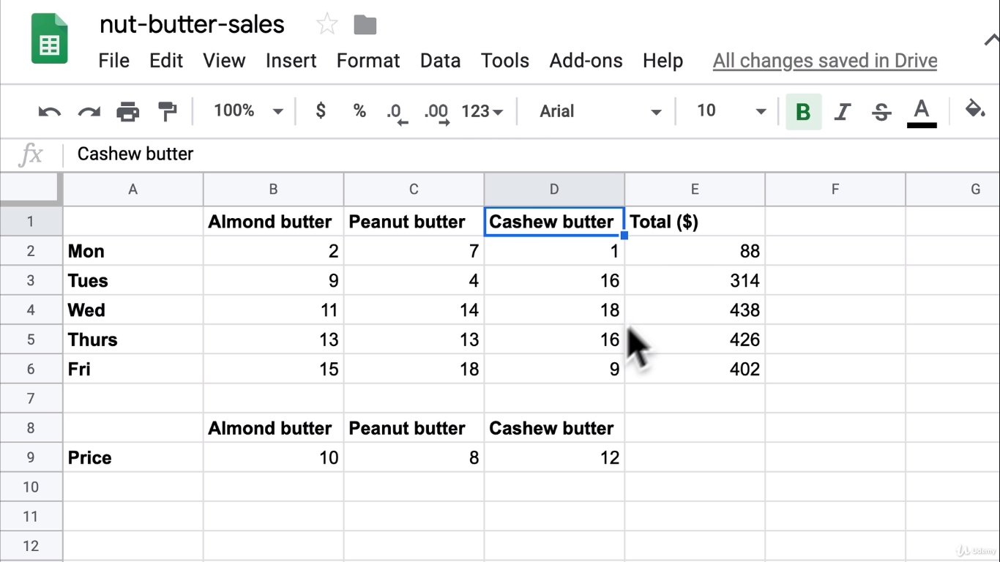 nut-butter-sales
File Edit View Insert Format Data Tools Add-ons Help All changes saved in Drive
100% $ % .0 .00 123 Arial 10 B I S A
fx Cashew butter
A B C D E F G
1 Almond butter Peanut butter Cashew butter Total ($)
2 Mon 2 7 1 88
3 Tues 9 4 16 314
4 Wed 11 14 18 438
5 Thurs 13 13 16 426
6 Fri 15 18 9 402
7
8 Almond butter Peanut butter Cashew butter
9 Price 10 8 12
10
11
12
Udemy